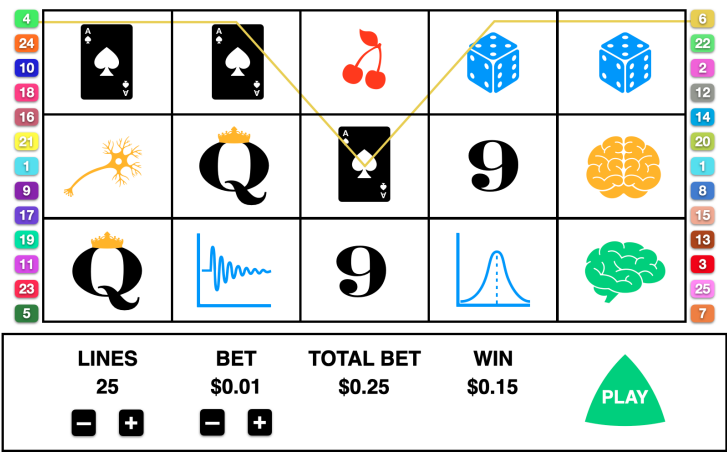 4 A A 6
24 A A 22
10 2
18 12
16 A 14
21 Q 9 20
1 A 1
9 8
17 15
19 Q 9 13
11 3
23 25
5 7
LINES BET TOTAL BET WIN
25 $0.01 $0.25 $0.15
PLAY
− + − +